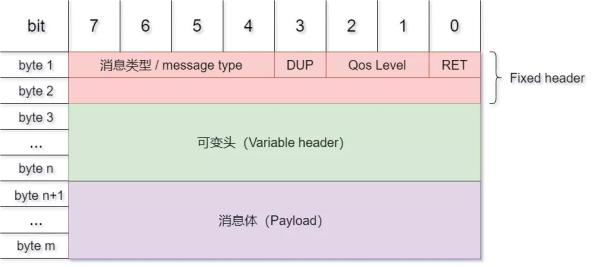 bit 7 6 5 4 3 2 1 0
byte 1 消息类型 / message type DUP Qos Level RET
byte 2
Fixed header
byte 3
... 可变头（Variable header）
byte n
byte n+1
... 消息体（Payload）
byte m